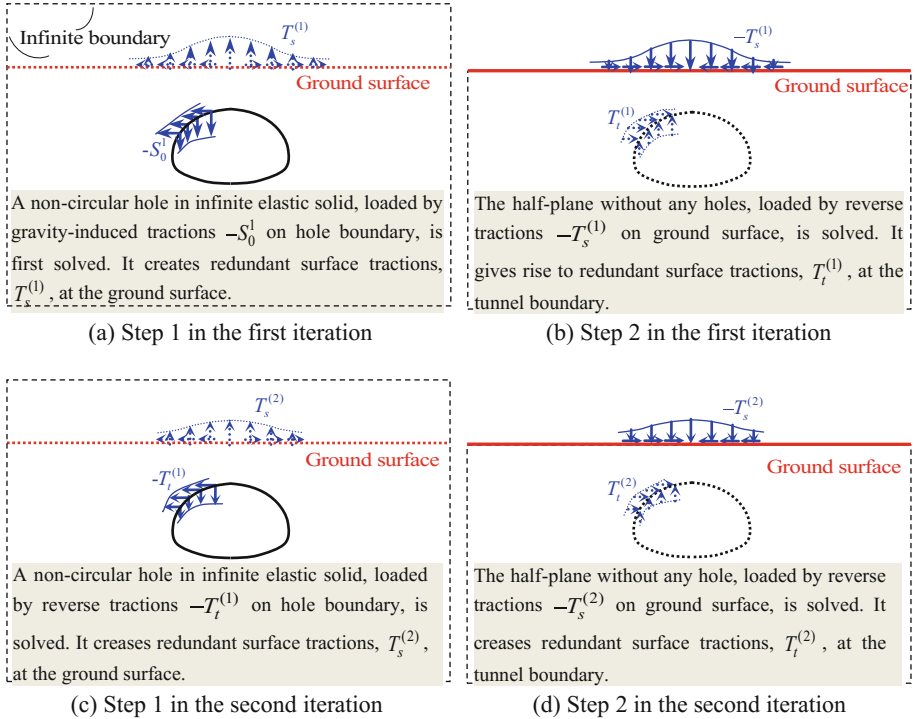 Infinite boundary
T_s^{(1)}
Ground surface
-S_0^1
A non-circular hole in infinite elastic solid, loaded by
gravity-induced tractions −S_0^1 on hole boundary, is
first solved. It creates redundant surface tractions,
T_s^{(1)}, at the ground surface.
(a) Step 1 in the first iteration
−T_s^{(1)}
Ground surface
T_t^{(1)}
The half-plane without any holes, loaded by reverse
tractions −T_s^{(1)} on ground surface, is solved. It
gives rise to redundant surface tractions, T_t^{(1)}, at the
tunnel boundary.
(b) Step 2 in the first iteration
T_s^{(2)}
Ground surface
-T_t^{(1)}
A non-circular hole in infinite elastic solid, loaded
by reverse tractions −T_t^{(1)} on hole boundary, is
solved. It creases redundant surface tractions, T_s^{(2)},
at the ground surface.
(c) Step 1 in the second iteration
−T_s^{(2)}
Ground surface
T_t^{(2)}
The half-plane without any hole, loaded by reverse
tractions −T_s^{(2)} on ground surface, is solved. It
creases redundant surface tractions, T_t^{(2)}, at the
tunnel boundary.
(d) Step 2 in the second iteration